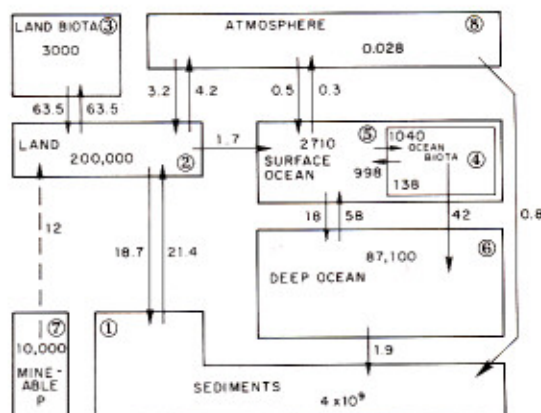 LAND BIOTA ③
3000
ATMOSPHERE ⑧
0.028
63.5 63.5 3.2 4.2 0.5 0.3
LAND
200,000 ②
1.7
2710 ⑤
SURFACE
OCEAN
1040
OCEAN
BIOTA ④
998
138
12
18.7 21.4
18 58 42 0.8
87,100 ⑥
DEEP OCEAN
⑦
10,000
MINE-
ABLE
P
①
1.9
SEDIMENTS
4 x 10⁹